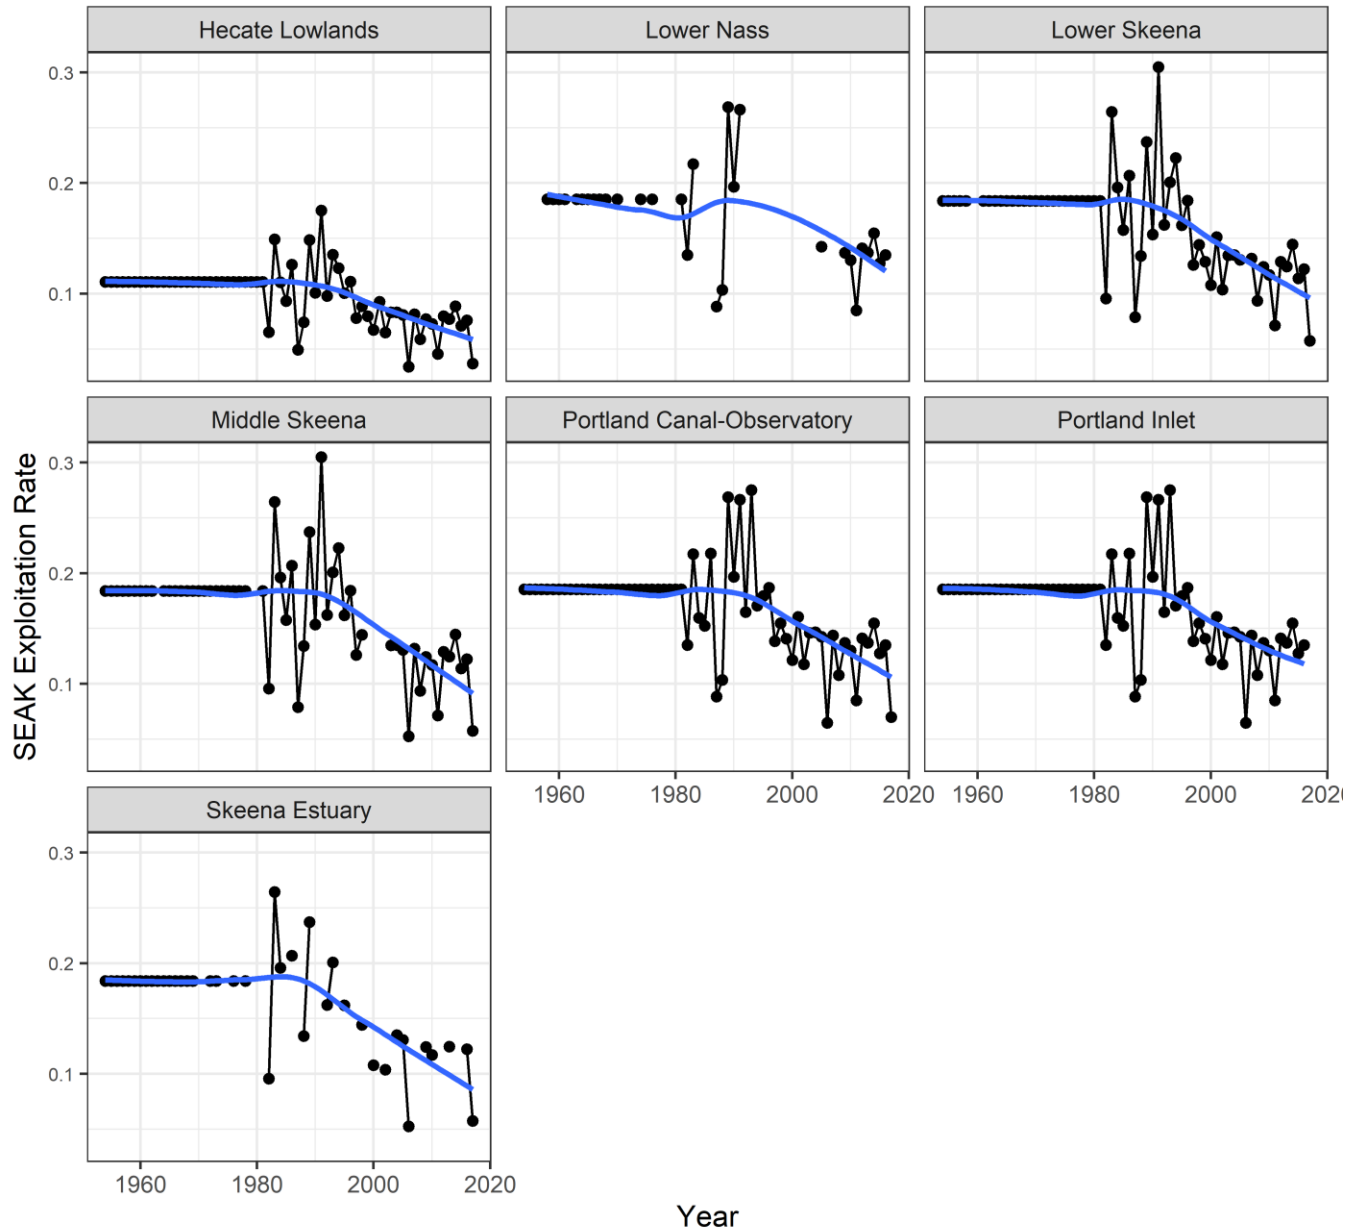 Hecate Lowlands
Lower Nass
Lower Skeena
0.3
0.2
0.1
Middle Skeena
Portland Canal-Observatory
Portland Inlet
0.3
0.2
0.1
1960 1980 2000 2020
1960 1980 2000 202
Skeena Estuary
0.3
0.2
0.1
1960 1980 2000 2020
SEAK Exploitation Rate
Year